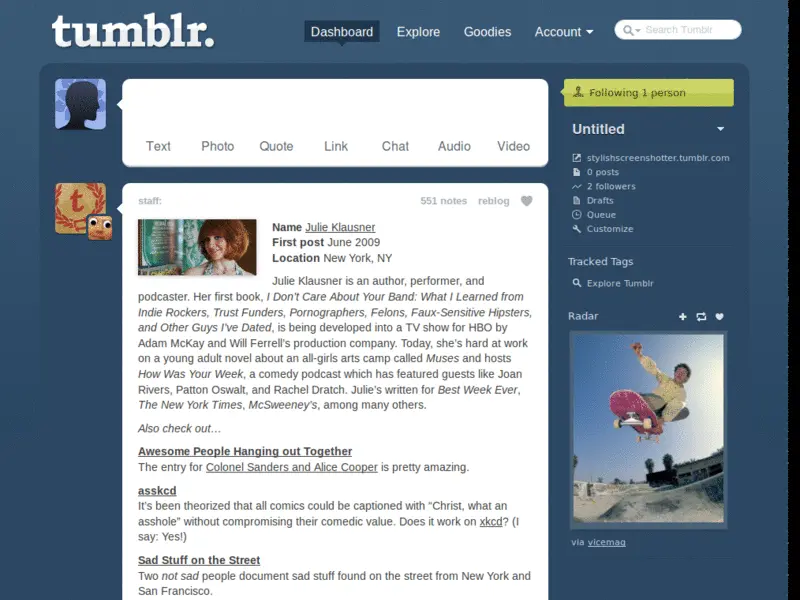 tumblr.
Dashboard
Explore
Goodies
Account
Search Tumblr
Text
Photo
Quote
Link
Chat
Audio
Video
staff:
551 notes
reblog
Name Julie Klausner
First post June 2009
Location New York, NY
Julie Klausner is an author, performer, and
podcaster. Her first book, I Don't Care About Your Band: What I Learned from
Indie Rockers, Trust Funders, Pornographers, Felons, Faux-Sensitive Hipsters,
and Other Guys I've Dated, is being developed into a TV show for HBO by
Adam McKay and Will Ferrell's production company. Today, she's hard at work
on a young adult novel about an all-girls arts camp called Muses and hosts
How Was Your Week, a comedy podcast which has featured guests like Joan
Rivers, Patton Oswalt, and Rachel Dratch. Julie's written for Best Week Ever,
The New York Times, McSweeney's, among many others.
Also check out…
Awesome People Hanging out Together
The entry for Colonel Sanders and Alice Cooper is pretty amazing.
asskcd
It's been theorized that all comics could be captioned with “Christ, what an
asshole” without compromising their comedic value. Does it work on xkcd? (I
say: Yes!)
Sad Stuff on the Street
Two not sad people document sad stuff found on the street from New York and
San Francisco.
Following 1 person
Untitled
stylishscreenshotter.tumblr.com
0 posts
2 followers
Drafts
Queue
Customize
Tracked Tags
Explore Tumblr
Radar
via vicemag